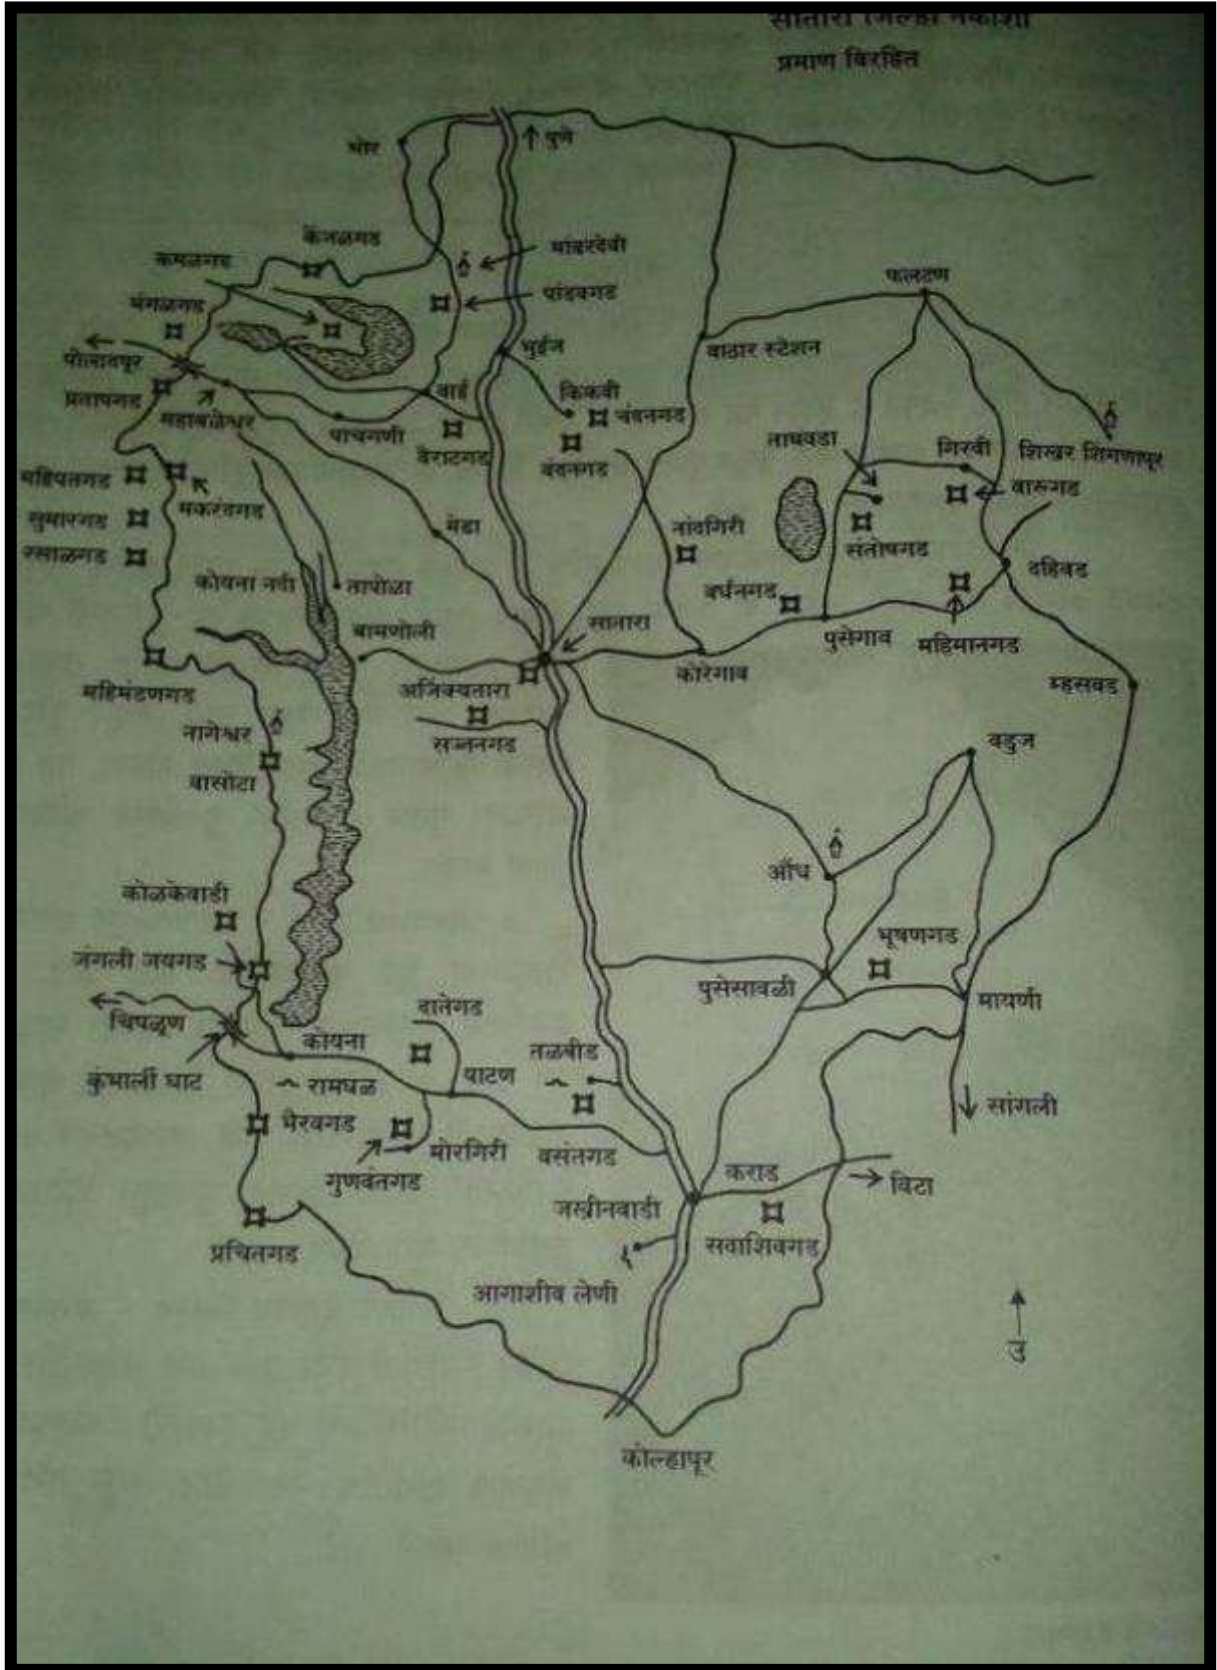 सातारा जिल्हा नकाशा
प्रमाण विरहित
भोर
पुणे
केंजळगड
मांढरदेवी
कमळगड
फलटण
मंगळगड
पांडवगड
पोलादपूर
भुईंज
वाठार स्टेशन
प्रतापगड
वाई
किकवी
चंदनगड
महाबळेश्वर
पाचगणी
वैराटगड
वंदनगड
ताथवडा
गिरवी
शिखर शिंगणापूर
महिपतगड
मकरंदगड
वारूगड
सुमारगड
मेढा
नांदगिरी
संतोषगड
रसाळगड
कोयना नदी
तापोळा
वर्धनगड
दहिवड
बामणोली
सातारा
पुसेगाव
महिमानगड
महिमंडणगड
अजिंक्यतारा
कोरेगाव
म्हसवड
नागेश्वर
सज्जनगड
वडुज
वासोटा
औंध
कोळकेवाडी
भूषणगड
जंगली जयगड
पुसेसावळी
मायणी
चिपळूण
दातेगड
कोयना
तळबीड
कुंभार्ली घाट
रामघळ
पाटण
सांगली
भैरवगड
मोरगिरी
वसंतगड
गुणवंतगड
कराड
विटा
जखीनवाडी
प्रचितगड
सदाशिवगड
आगाशीव लेणी
उ
कोल्हापूर